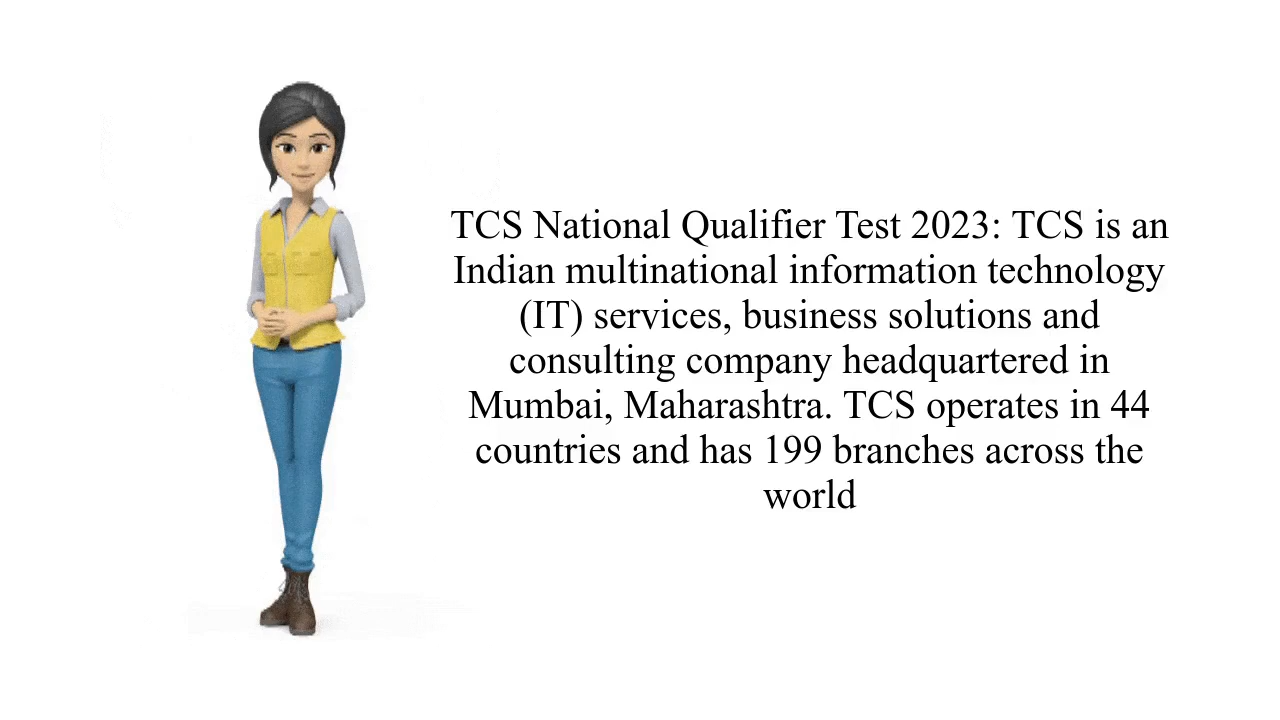 TCS National Qualifier Test 2023: TCS is an
Indian multinational information technology
(IT) services, business solutions and
consulting company headquartered in
Mumbai, Maharashtra. TCS operates in 44
countries and has 199 branches across the
world